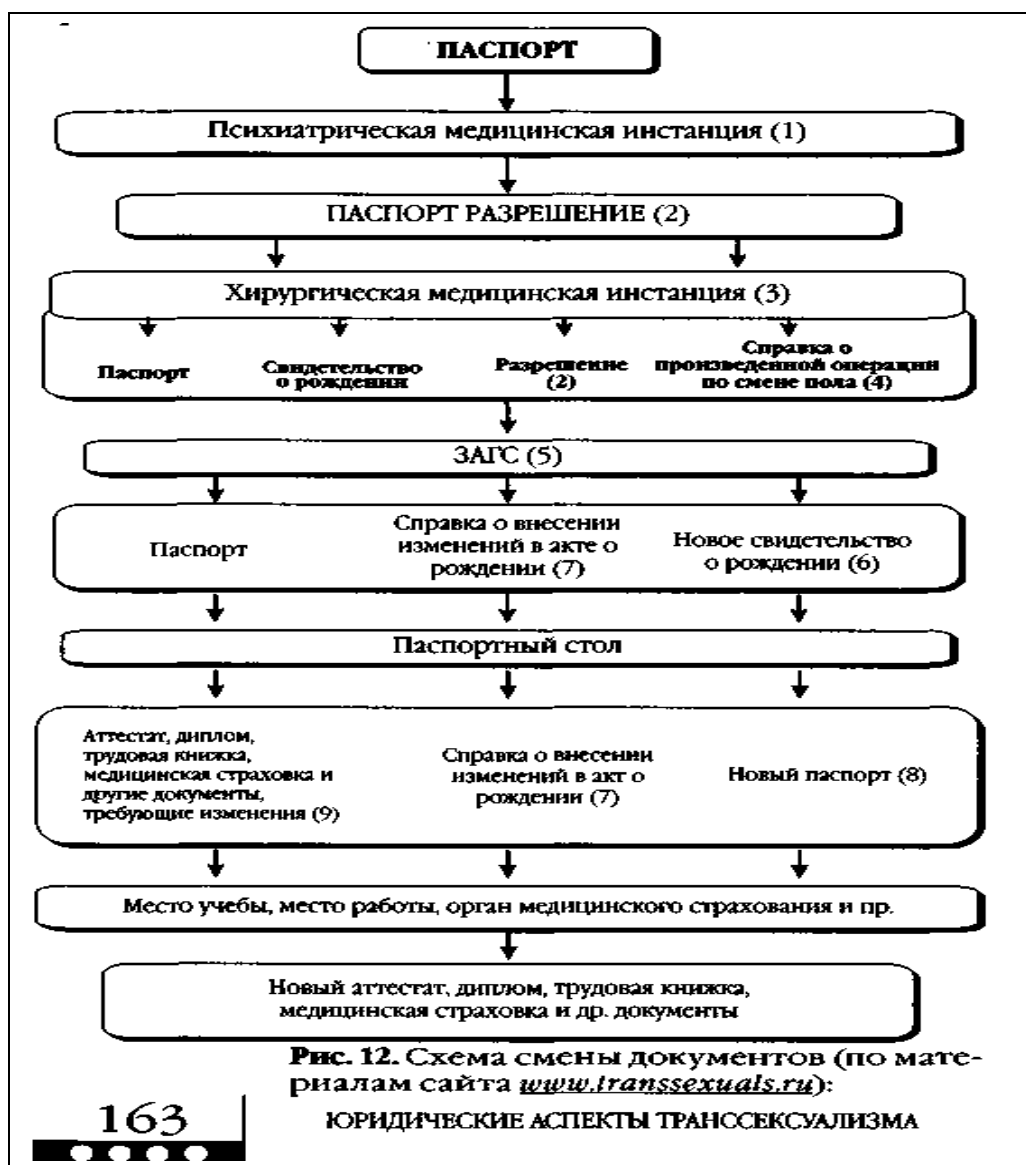 ПАСПОРТ
Психиатрическая медицинская инстанция (1)
ПАСПОРТ РАЗРЕШЕНИЕ (2)
Хирургическая медицинская инстанция (3)
Паспорт
Свидетельство
о рождения
Разрешение
(2)
Справка о
произведенной операции
по смене пола (4)
ЗАГС (5)
Паспорт
Справка о внесении
изменений в акте о
рождении (7)
Новое свидетельство
о рождении (6)
Паспортный стол
Аттестат, диплом,
трудовая книжка,
медицинская страховка и
другие документы,
требующие изменения (9)
Справка о внесении
изменений в акт о
рождении (7)
Новый паспорт (8)
Место учебы, место работы, орган медицинского страхования и пр.
Новый аттестат, диплом, трудовая книжка,
медицинская страховка и др. документы
Рис. 12. Схема смены документов (по мате-
риалам сайта www.transsexuals.ru):
163
ЮРИДИЧЕСКИЕ АСПЕКТЫ ТРАНССЕКСУАЛИЗМА